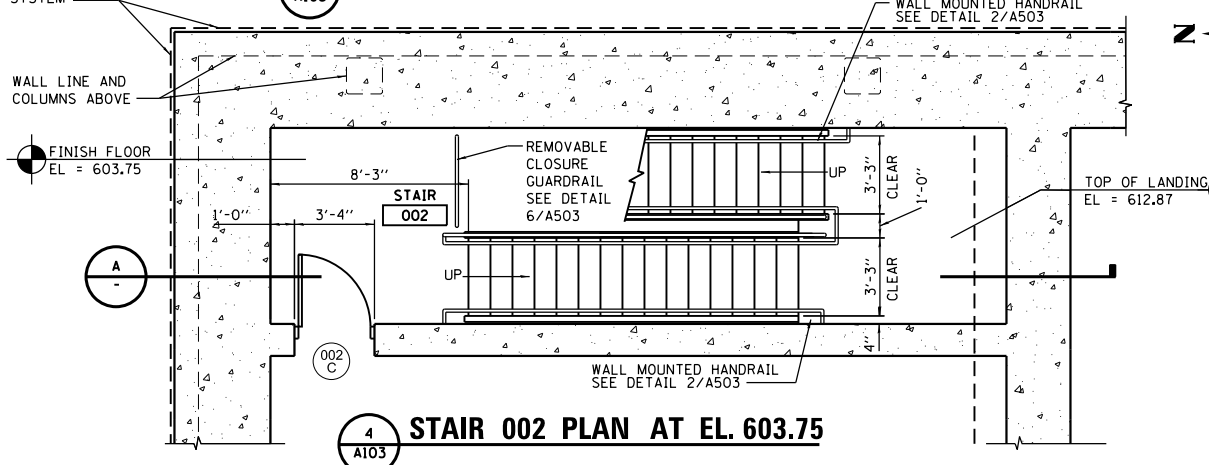 SYSTEM
WALL MOUNTED HANDRAIL
SEE DETAIL 2/A503
N
WALL LINE AND
COLUMNS ABOVE
FINISH FLOOR
EL = 603.75
8'-3"
STAIR
002
REMOVABLE
CLOSURE
GUARDRAIL
SEE DETAIL
6/A503
UP
3'-3"
CLEAR
1'-0"
TOP OF LANDING
EL = 612.87
1'-0"
3'-4"
A
-
UP
3'-3"
CLEAR
4"
002
C
WALL MOUNTED HANDRAIL
SEE DETAIL 2/A503
4
A103
STAIR 002 PLAN AT EL. 603.75